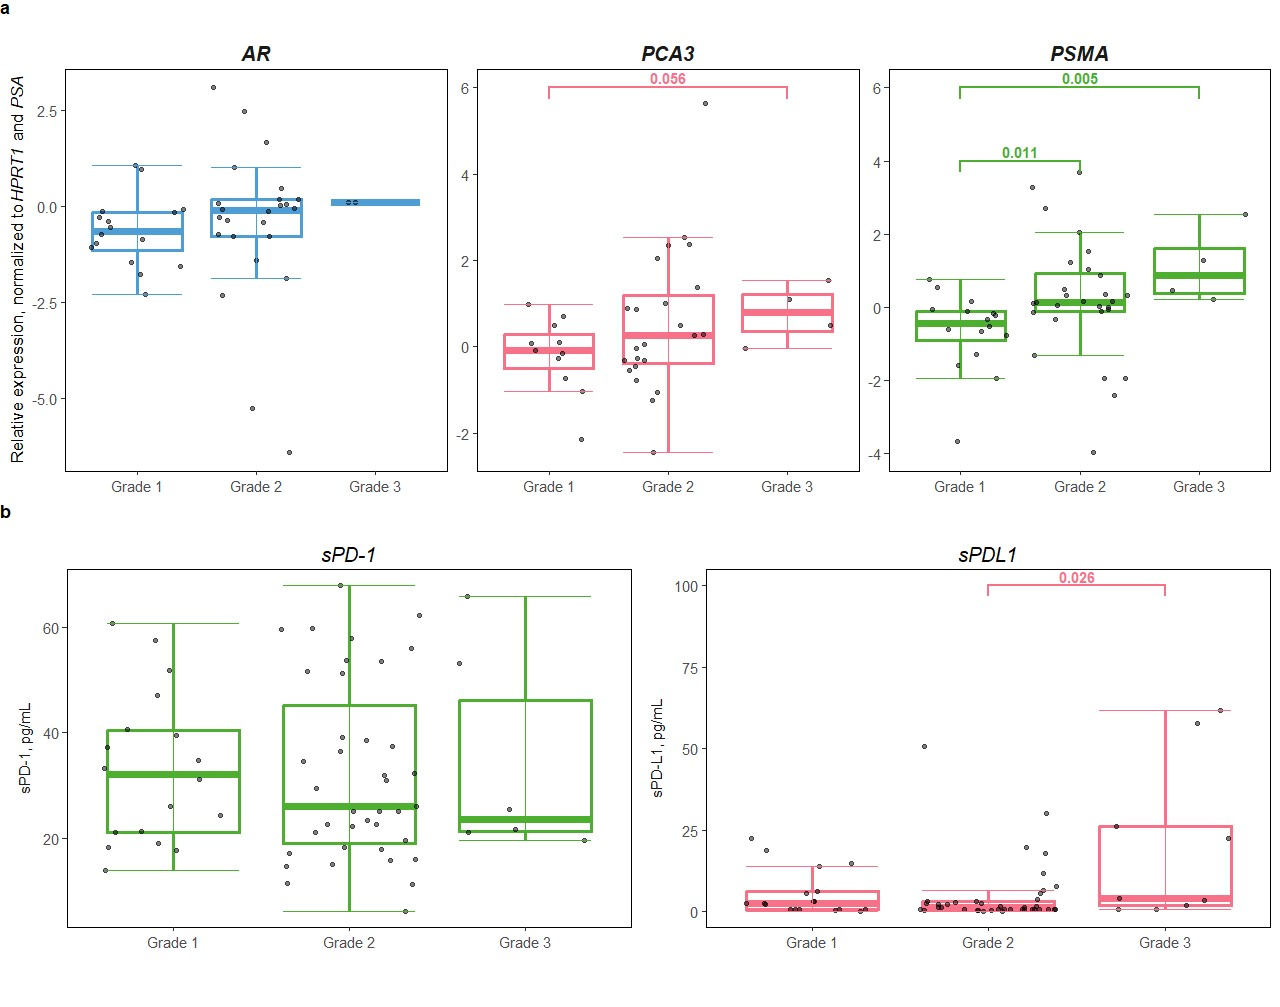 a
AR
PCA3
PSMA
Relative expression, normalized to HPRT1 and PSA
2.5
0.0
-2.5
-5.0
Grade 1
Grade 2
Grade 3
0.056
6
4
2
0
-2
Grade 1
Grade 2
Grade 3
0.005
0.011
6
4
2
0
-2
-4
Grade 1
Grade 2
Grade 3
b
sPD-1
sPDL1
sPD-1, pg/mL
60
40
20
Grade 1
Grade 2
Grade 3
0.026
sPD-L1, pg/mL
100
75
50
25
0
Grade 1
Grade 2
Grade 3